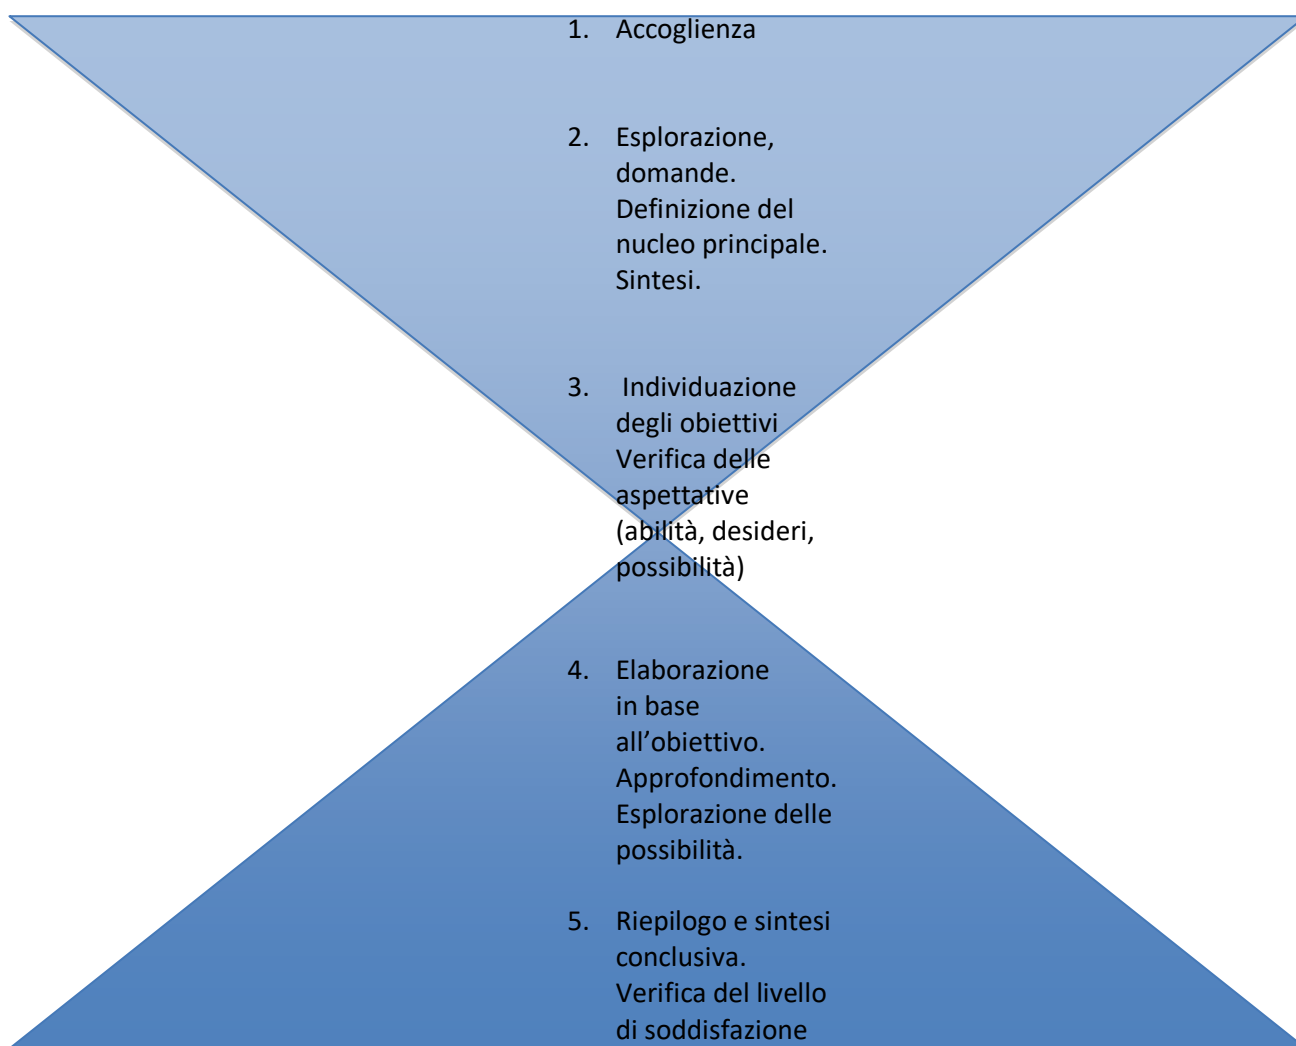 1. Accoglienza
2. Esplorazione,
domande.
Definizione del
nucleo principale.
Sintesi.
3. Individuazione
degli obiettivi
Verifica delle
aspettative
(abilità, desideri,
possibilità)
4. Elaborazione
in base
all’obiettivo.
Approfondimento.
Esplorazione delle
possibilità.
5. Riepilogo e sintesi
conclusiva.
Verifica del livello
di soddisfazione